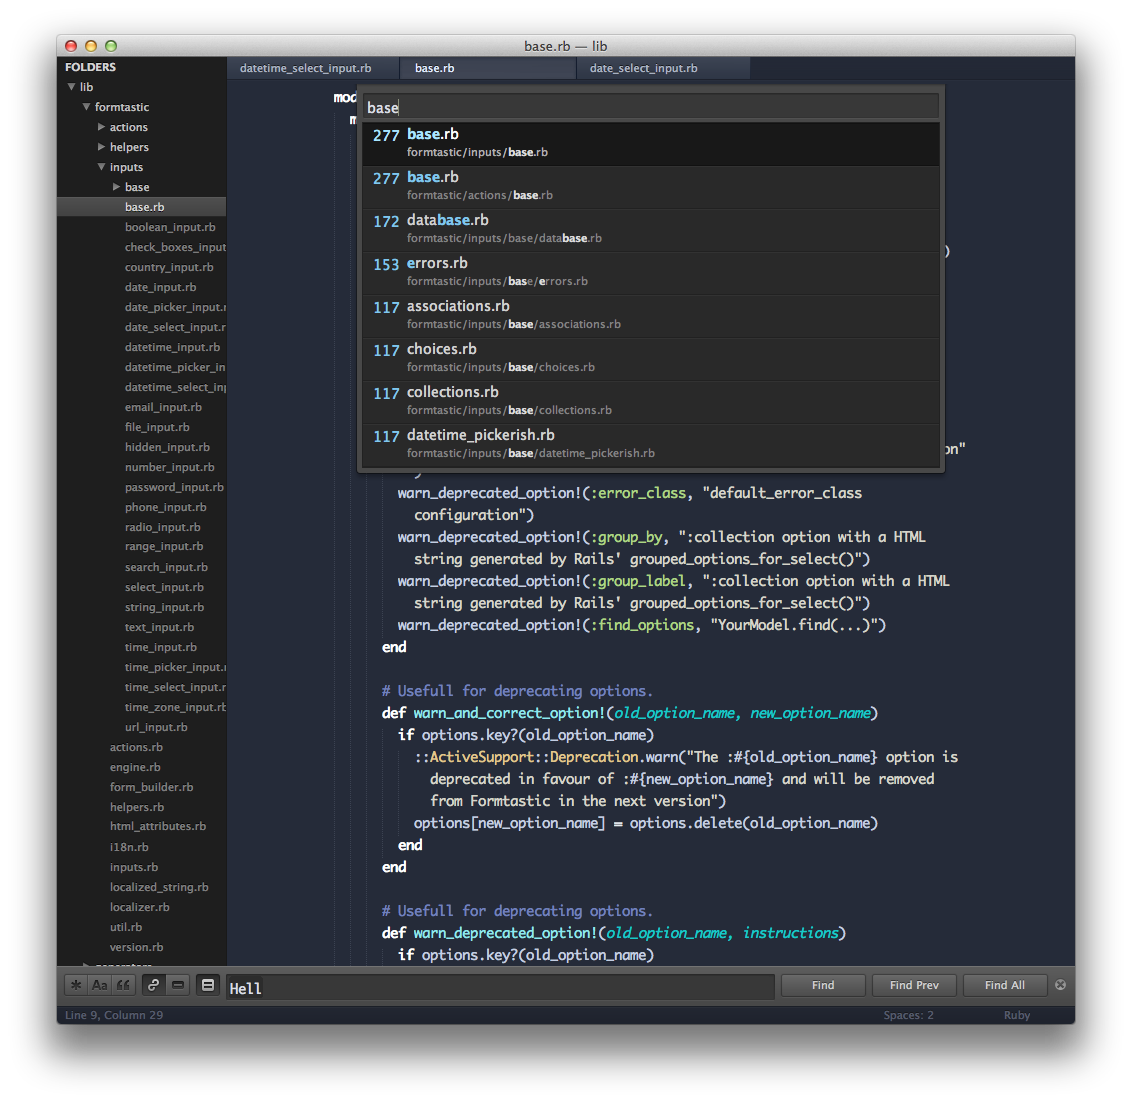 base.rb — lib
FOLDERS
lib
formtastic
actions
helpers
inputs
base
base.rb
boolean_input.rb
check_boxes_input
country_input.rb
date_input.rb
date_picker_input.r
date_select_input.r
datetime_input.rb
datetime_picker_in
datetime_select_inp
email_input.rb
file_input.rb
hidden_input.rb
number_input.rb
password_input.rb
phone_input.rb
radio_input.rb
range_input.rb
search_input.rb
select_input.rb
string_input.rb
text_input.rb
time_input.rb
time_picker_input.r
time_select_input.r
time_zone_input.rb
url_input.rb
actions.rb
engine.rb
form_builder.rb
helpers.rb
html_attributes.rb
i18n.rb
inputs.rb
localized_string.rb
localizer.rb
util.rb
version.rb
datetime_select_input.rb base.rb date_select_input.rb
mod
m
base
277 base.rb
formtastic/inputs/base.rb
277 base.rb
formtastic/actions/base.rb
172 database.rb
formtastic/inputs/base/database.rb
153 errors.rb
formtastic/inputs/base/errors.rb
117 associations.rb
formtastic/inputs/base/associations.rb
117 choices.rb
formtastic/inputs/base/choices.rb
117 collections.rb
formtastic/inputs/base/collections.rb
117 datetime_pickerish.rb
formtastic/inputs/base/datetime_pickerish.rb
)
on"
warn_deprecated_option!(:error_class, "default_error_class
configuration")
warn_deprecated_option!(:group_by, ":collection option with a HTML
string generated by Rails' grouped_options_for_select()")
warn_deprecated_option!(:group_label, ":collection option with a HTML
string generated by Rails' grouped_options_for_select()")
warn_deprecated_option!(:find_options, "YourModel.find(...)")
end
# Usefull for deprecating options.
def warn_and_correct_option!(old_option_name, new_option_name)
if options.key?(old_option_name)
::ActiveSupport::Deprecation.warn("The :#{old_option_name} option is
deprecated in favour of :#{new_option_name} and will be removed
from Formtastic in the next version")
options[new_option_name] = options.delete(old_option_name)
end
end
# Usefull for deprecating options.
def warn_deprecated_option!(old_option_name, instructions)
if options.key?(old_option_name)
Aa Hell Find Find Prev Find All
Line 9, Column 29 Spaces: 2 Ruby